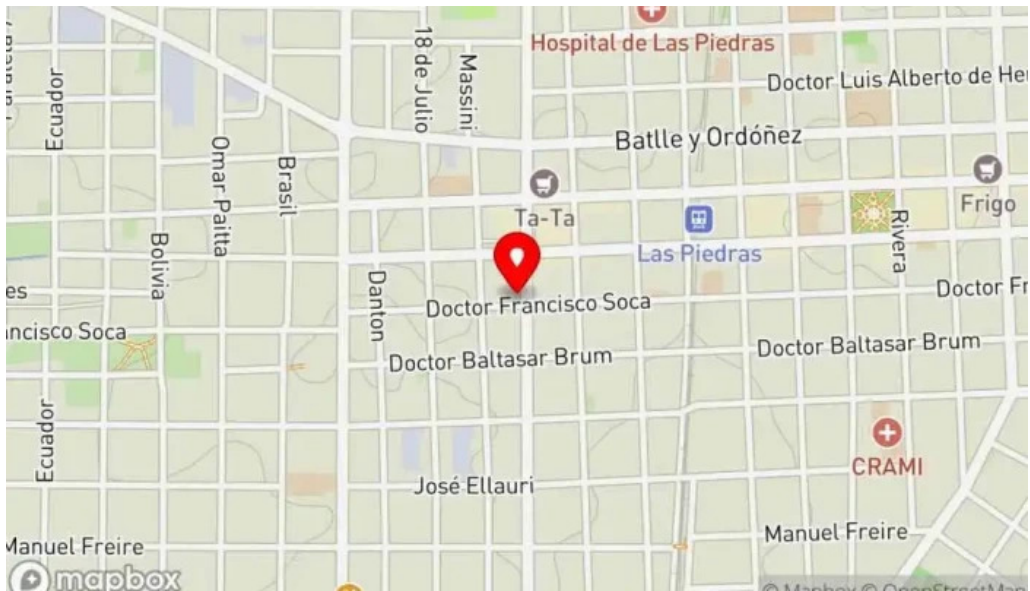 Hospital de Las Piedras
18 de Julio
Massini
Doctor Luis Alberto de Her
Ecuador
Batlle y Ordóñez
Omar Paitta
Brasil
Ta-Ta
Frigo
Rivera
Las Piedras
Bolivia
Danton
es
Doctor Francisco Soca
Doctor Fr
ncisco Soca
Doctor Baltasar Brum
Doctor Baltasar Brum
Ecuador
CRAMI
José Ellauri
Manuel Freire
Manuel Freire
mapbox
© Mapbox © OpenStreetMap